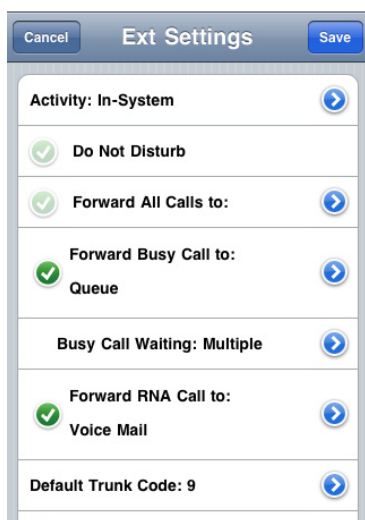 Cancel Ext Settings Save
Activity: In-System
Do Not Disturb
Forward All Calls to:
Forward Busy Call to:
Queue
Busy Call Waiting: Multiple
Forward RNA Call to:
Voice Mail
Default Trunk Code: 9